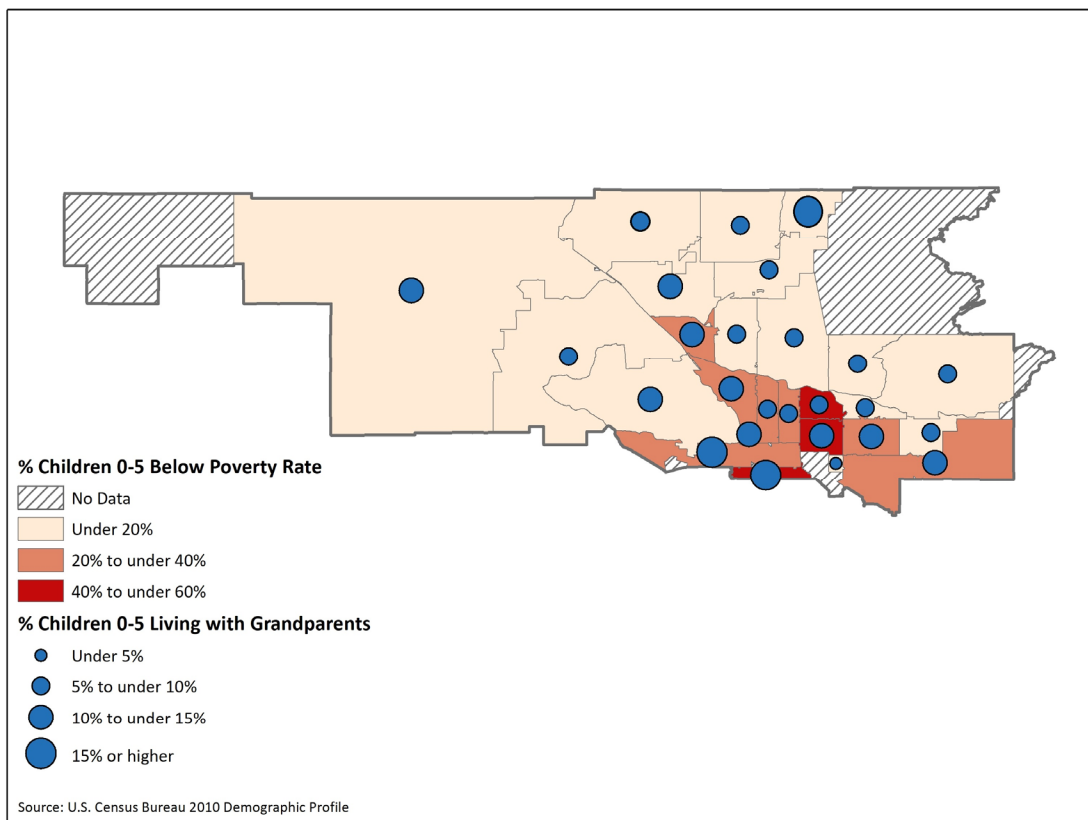 % Children 0-5 Below Poverty Rate
No Data
Under 20%
20% to under 40%
40% to under 60%
% Children 0-5 Living with Grandparents
Under 5%
5% to under 10%
10% to under 15%
15% or higher
Source: U.S. Census Bureau 2010 Demographic Profile